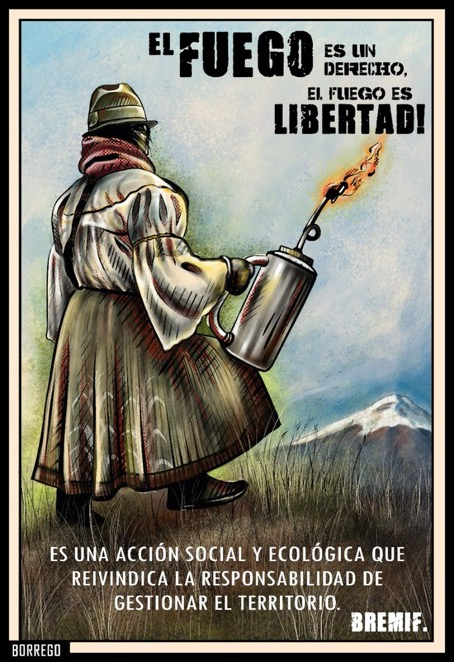 EL FUEGO ES UN
DERECHO,
EL FUEGO ES
LIBERTAD!
ES UNA ACCIÓN SOCIAL Y ECOLÓGICA QUE
REIVINDICA LA RESPONSABILIDAD DE
GESTIONAR EL TERRITORIO.
BREMIF.
BORREGO